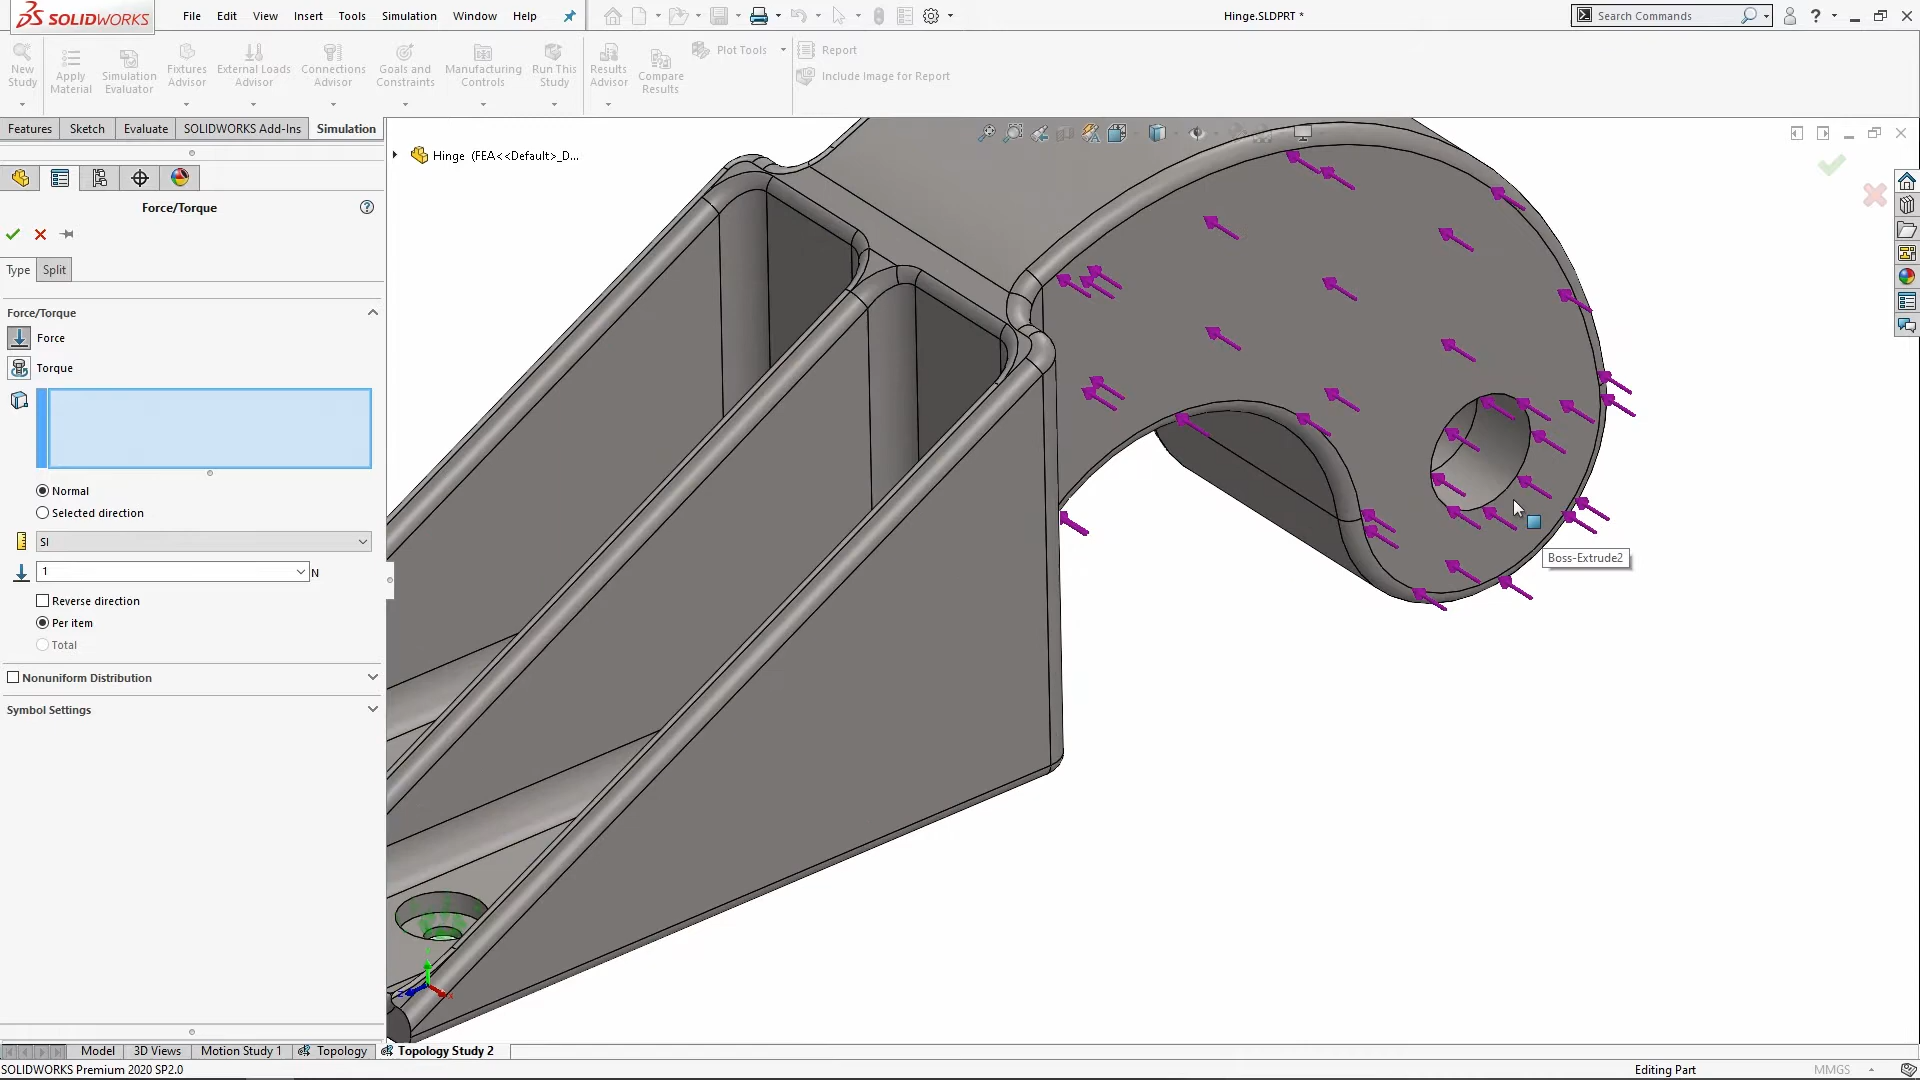 SOLIDWORKS
File Edit View Insert Tools Simulation Window Help
Hinge.SLDPRT *
Search Commands
New Study
Apply Material
Simulation Evaluator
Fixtures Advisor
External Loads Advisor
Connections Advisor
Goals and Constraints
Manufacturing Controls
Run This Study
Results Advisor
Compare Results
Plot Tools
Report
Include Image for Report
Features Sketch Evaluate SOLIDWORKS Add-Ins Simulation
Hinge (FEA<<Default>_D...
Force/Torque
Type Split
Force/Torque
Force
Torque
Normal
Selected direction
SI
1 N
Reverse direction
Per item
Total
Nonuniform Distribution
Symbol Settings
Boss-Extrude2
Z X
Model 3D Views Motion Study 1 Topology Topology Study 2
SOLIDWORKS Premium 2020 SP2.0
Editing Part MMGS